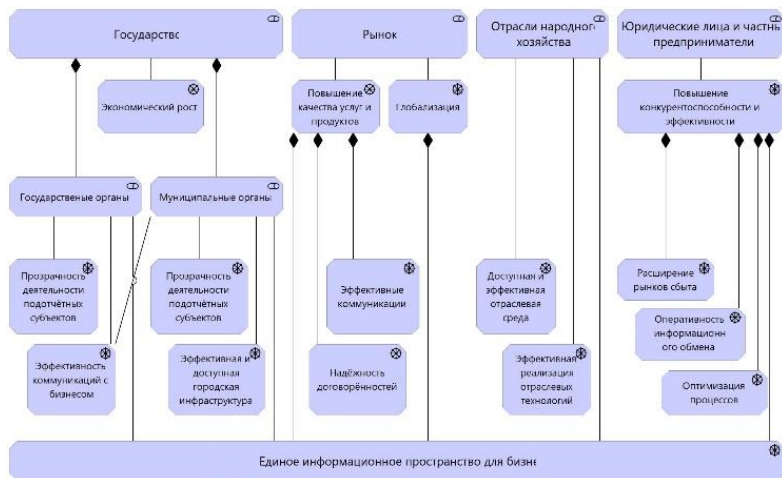 Государство
Рынок
Отрасли народного
хозяйства
Юридические лица и частны
предприниматели
Экономический рост
Повышение
качества услуг и
продуктов
Глобализация
Повышение
конкурентоспособности и
эффективности
Государственые органы
Муниципальные органы
Прозрачность
деятельности
подотчётных
субъектов
Прозрачность
деятельности
подотчётных
субъектов
Эффективные
коммуникации
Доступная и
эффективная
отраслевая
среда
Расширение
рынков сбыта
Оперативность
информационн
ого обмена
Эффективность
коммуникаций с
бизнесом
Эффективная и
доступная
городская
инфраструктура
Надёжность
договорённостей
Эффективная
реализация
отраслевых
технологий
Оптимизация
процессов
Единое информационное пространство для бизне